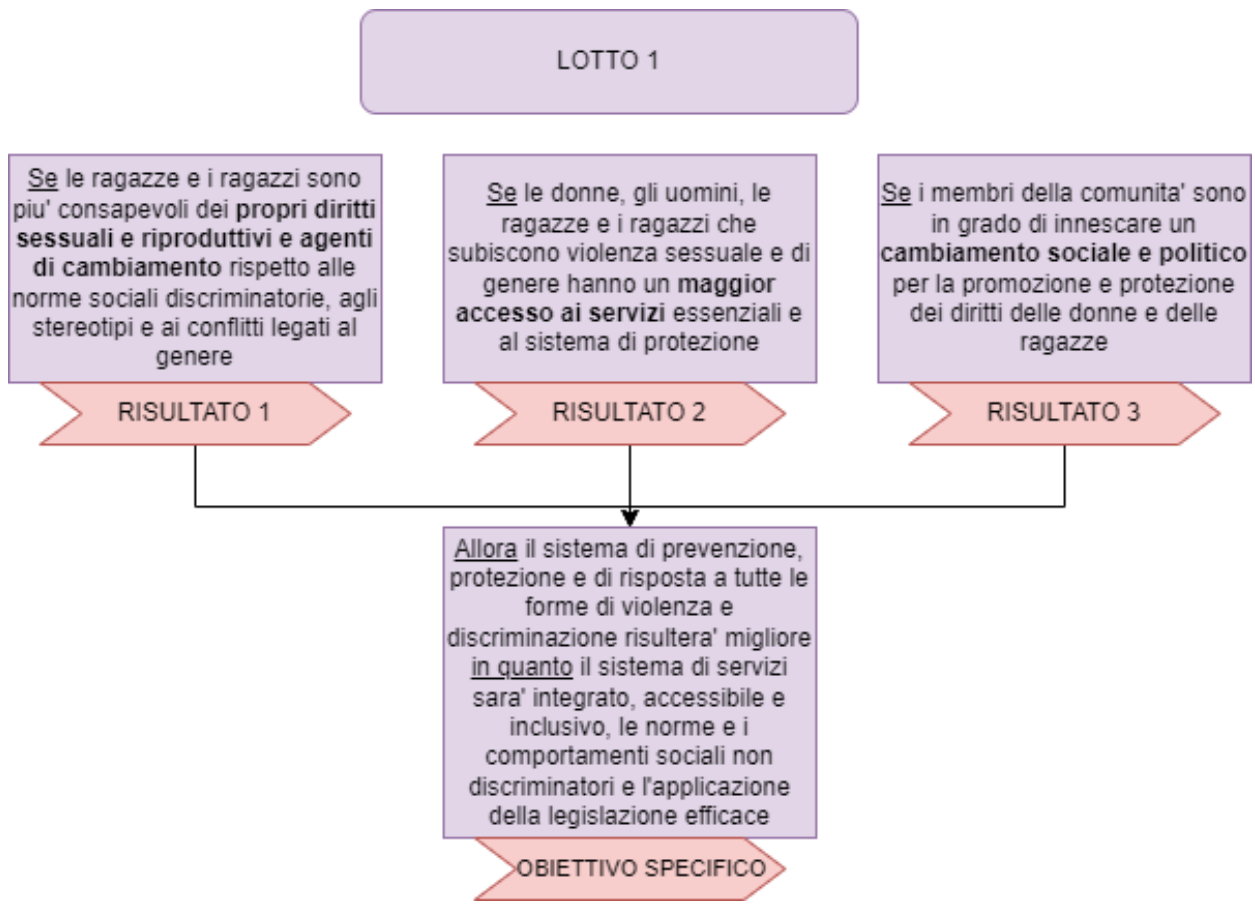 LOTTO 1
Se le ragazze e i ragazzi sono
piu' consapevoli dei propri diritti
sessuali e riproduttivi e agenti
di cambiamento rispetto alle
norme sociali discriminatorie, agli
stereotipi e ai conflitti legati al
genere
RISULTATO 1
Se le donne, gli uomini, le
ragazze e i ragazzi che
subiscono violenza sessuale e di
genere hanno un maggior
accesso ai servizi essenziali e
al sistema di protezione
RISULTATO 2
Se i membri della comunita' sono
in grado di innescare un
cambiamento sociale e politico
per la promozione e protezione
dei diritti delle donne e delle
ragazze
RISULTATO 3
Allora il sistema di prevenzione,
protezione e di risposta a tutte le
forme di violenza e
discriminazione risultera' migliore
in quanto il sistema di servizi
sara' integrato, accessibile e
inclusivo, le norme e i
comportamenti sociali non
discriminatori e l'applicazione
della legislazione efficace
OBIETTIVO SPECIFICO